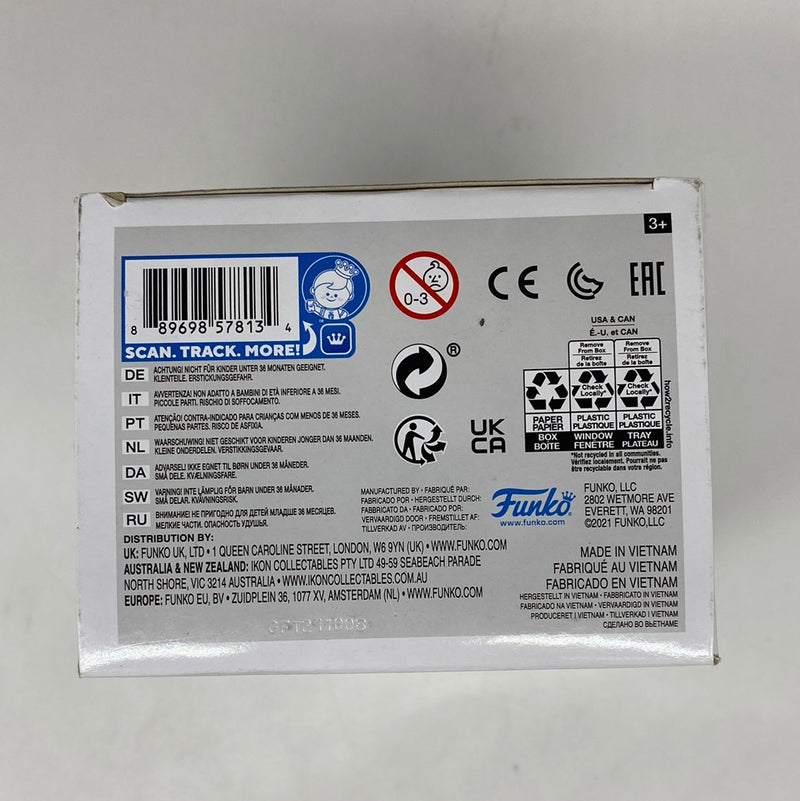 3+
8 89698 57813 4
SCAN. TRACK. MORE!
0-3
CE
EAC
USA & CAN
É.-U. et CAN
Remove From Box
Retirez de la boîte
Remove From Box
Retirez de la boîte
Check Locally*
Check Locally*
PAPER
PAPIER
PLASTIC
PLASTIQUE
PLASTIC
PLASTIQUE
BOX
BOITE
WINDOW
FENETRE
TRAY
PLATEAU
how2recycle.info
*Not recycled in all communities.
Vérifiez localement. Pourrait ne pas
être recyclable dans votre région.
®
UK
CA
DE ACHTUNG! NICHT FÜR KINDER UNTER 36 MONATEN GEEIGNET.
KLEINTEILE. ERSTICKUNGSGEFAHR.
IT AVVERTENZA! NON ADATTO A BAMBINI DI ETÀ INFERIORE A 36 MESI.
PICCOLE PARTI. RISCHIO DI SOFFOCAMENTO.
PT ATENÇÃO! CONTRA-INDICADO PARA CRIANÇAS COM MENOS DE 36 MESES.
PEQUENAS PARTES. RISCO DE ASFIXIA.
NL WAARSCHUWING! NIET GESCHIKT VOOR KINDEREN JONGER DAN 36 MAANDEN.
KLEINE ONDERDELEN. VERSTIKKINGSGEVAAR.
DA ADVARSEL! IKKE EGNET TIL BØRN UNDER 36 MÅNEDER.
SMÅ DELE. KVÆLNINGSFARE.
SW VARNING! INTE LÄMPLIG FÖR BARN UNDER 36 MÅNADER.
SMÅ DELAR. KVÄVNINGSRISK.
RU ВНИМАНИЕ! НЕ ПРИГОДНО ДЛЯ ДЕТЕЙ МЛАДШЕ 36 МЕСЯЦЕВ.
МЕЛКИЕ ЧАСТИ. ОПАСНОСТЬ УДУШЬЯ.
MANUFACTURED BY • FABRIQUÉ PAR:
FABRICADO POR • HERGESTELLT DURCH:
FABBRICATO DA • FABRICADO POR:
VERVAARDIGD DOOR • FREMSTILLET AF:
TILLVERKAD AV • ПРОИЗВОДИТЕЛЬ:
Funko®
www.funko.com
FUNKO, LLC
2802 WETMORE AVE
EVERETT, WA 98201
©2021 FUNKO,LLC
DISTRIBUTION BY:
UK: FUNKO UK, LTD • 1 QUEEN CAROLINE STREET, LONDON, W6 9YN (UK) • WWW.FUNKO.COM
AUSTRALIA & NEW ZEALAND: IKON COLLECTABLES PTY LTD 49-59 SEABEACH PARADE
NORTH SHORE, VIC 3214 AUSTRALIA • WWW.IKONCOLLECTABLES.COM.AU
EUROPE: FUNKO EU, BV • ZUIDPLEIN 36, 1077 XV, AMSTERDAM (NL) • WWW.FUNKO.COM
MADE IN VIETNAM
FABRIQUÉ AU VIETNAM
FABRICADO EN VIETNAM
HERGESTELLT IN VIETNAM • FABBRICATO IN VIETNAM
FABRICADO NA VIETNAM • VERVAARDIGD IN VIETNAM
PRODUCERET I VIETNAM • TILLVERKAD I VIETNAM
СДЕЛАНО ВО ВЬЕТНАМЕ